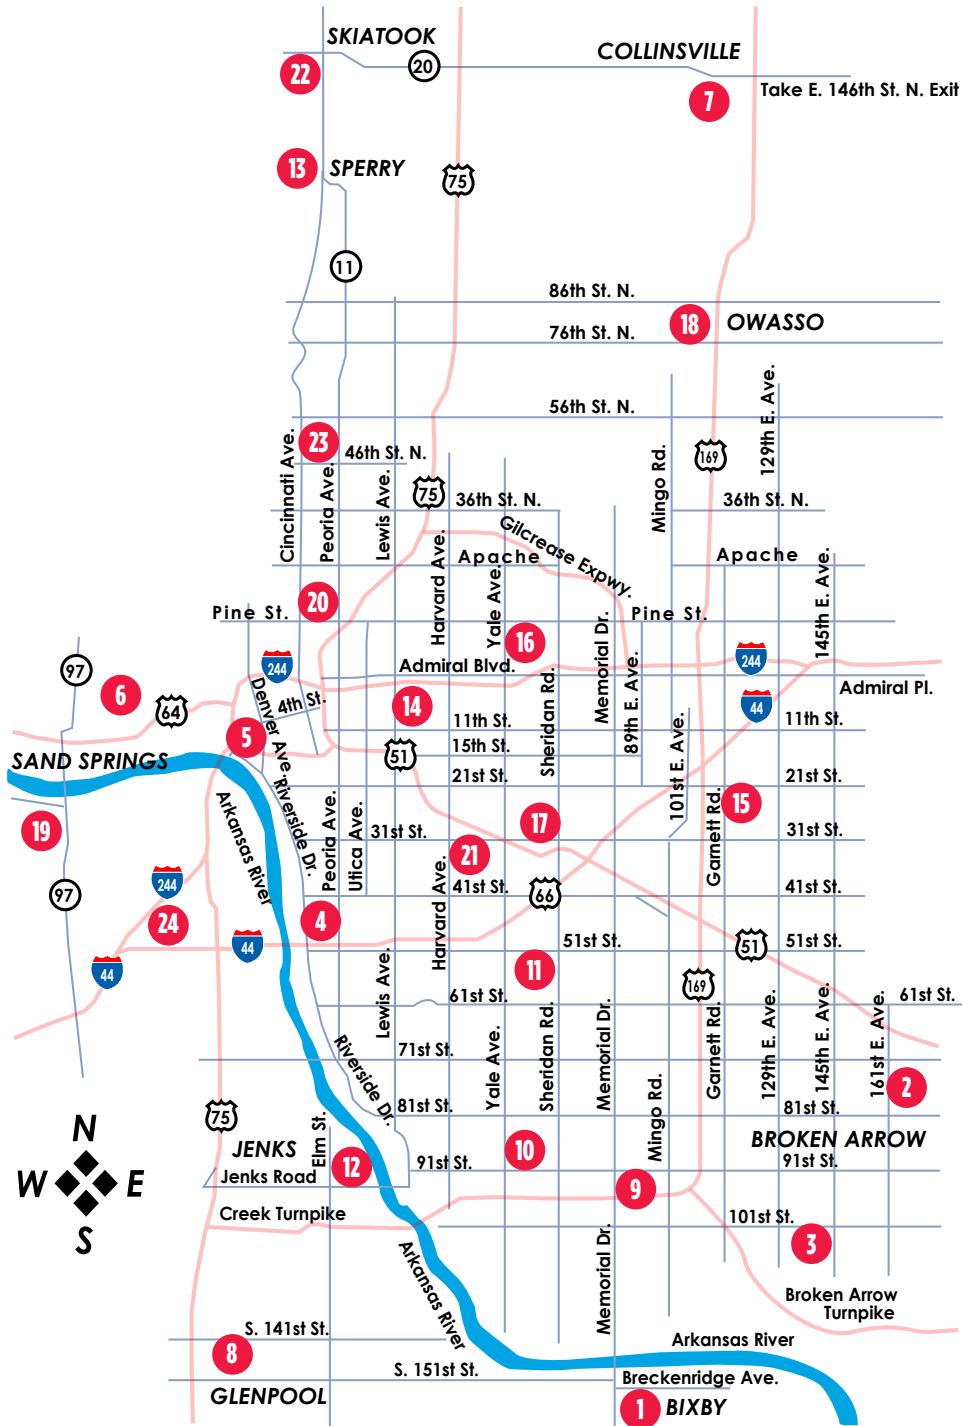 SKIATOOK
COLLINSVILLE
22
20
7
Take E. 146th St. N. Exit
13
SPERRY
75
11
86th St. N.
18
OWASSO
76th St. N.
56th St. N.
129th E. Ave.
Cincinnati Ave.
23
46th St. N.
Peoria Ave.
Lewis Ave.
Mingo Rd.
169
75
36th St. N.
36th St. N.
Gilcrease Expwy.
Harvard Ave.
Apache
Apache
Yale Ave.
145th E. Ave.
20
Pine St.
Pine St.
16
Memorial Dr.
244
Admiral Blvd.
244
97
6
Denver Ave.
4th St.
14
Sheridan Rd.
89th E. Ave.
Admiral Pl.
44
64
11th St.
11th St.
5
15th St.
51
101st E. Ave.
SAND SPRINGS
21st St.
21st St.
Riverside Dr.
Arkansas River
Peoria Ave.
Utica Ave.
15
Garnett Rd.
19
31st St.
17
31st St.
21
244
Harvard Ave.
41st St.
66
41st St.
97
4
24
44
51st St.
51
51st St.
44
11
Lewis Ave.
169
61st St.
61st St.
Riverside Dr.
71st St.
Yale Ave.
Sheridan Rd.
Memorial Dr.
Mingo Rd.
Garnett Rd.
129th E. Ave.
145th E. Ave.
161st E. Ave.
2
75
81st St.
81st St.
N
Elm St.
JENKS
10
BROKEN ARROW
12
91st St.
91st St.
W
E
Jenks Road
9
Creek Turnpike
101st St.
S
3
Arkansas River
Memorial Dr.
Broken Arrow
Turnpike
S. 141st St.
8
Arkansas River
S. 151st St.
Breckenridge Ave.
GLENPOOL
1
BIXBY